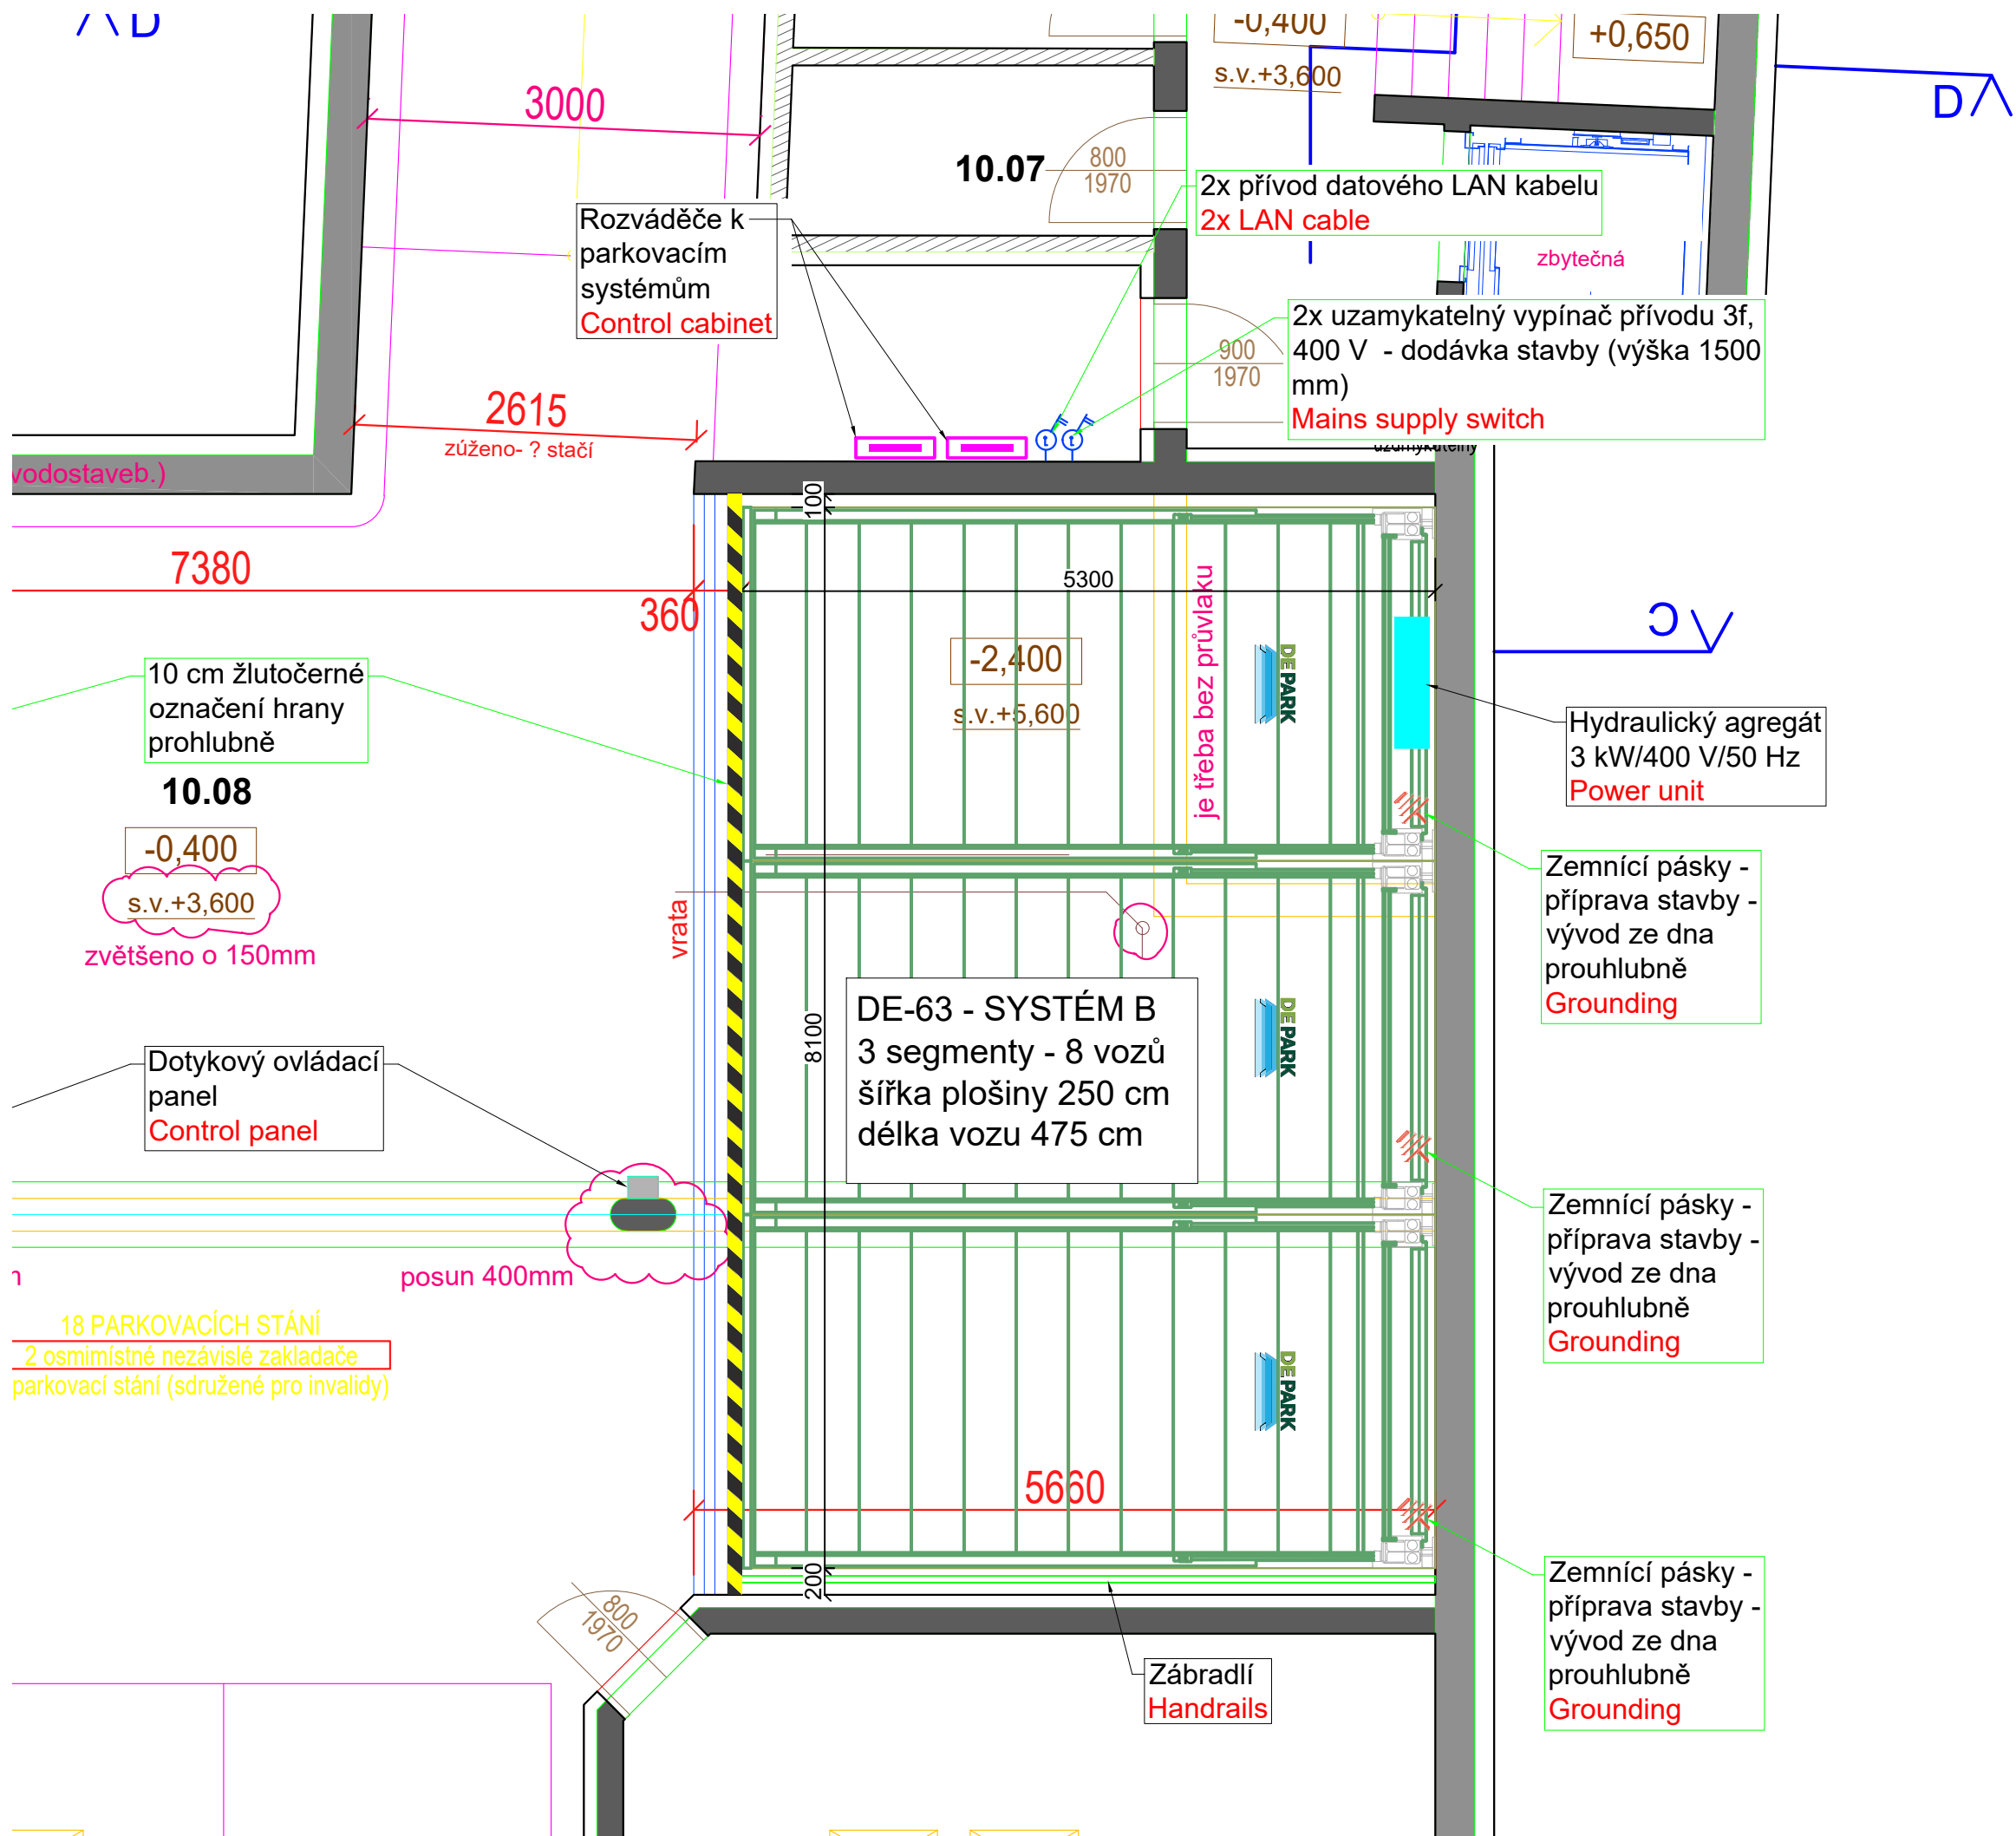 D
-0,400
s.v.+3,600
+0,650
D
3000
10.07
800
1970
2x přívod datového LAN kabelu
2x LAN cable
zbytečná
Rozváděče k
parkovacím
systémům
Control cabinet
2x uzamykatelný vypínač přívodu 3f,
400 V - dodávka stavby (výška 1500
mm)
Mains supply switch
uzamykatelny
900
1970
2615
zúženo- ? stačí
vodostaveb.)
100
7380
360
5300
je třeba bez průvlaku
-2,400
s.v.+5,600
DEPARK
C
10 cm žlutočerné
označení hrany
prohlubně
10.08
-0,400
s.v.+3,600
zvětšeno o 150mm
Hydraulický agregát
3 kW/400 V/50 Hz
Power unit
Zemnící pásky -
příprava stavby -
vývod ze dna
prouhlubně
Grounding
vrata
8100
DE-63 - SYSTÉM B
3 segmenty - 8 vozů
šířka plošiny 250 cm
délka vozu 475 cm
DEPARK
Dotykový ovládací
panel
Control panel
posun 400mm
Zemnící pásky -
příprava stavby -
vývod ze dna
prouhlubně
Grounding
18 PARKOVACÍCH STÁNÍ
2 osmimístné nezávislé zakladače
parkovací stání (sdružené pro invalidy)
DEPARK
5660
200
800
1970
Zábradlí
Handrails
Zemnící pásky -
příprava stavby -
vývod ze dna
prouhlubně
Grounding